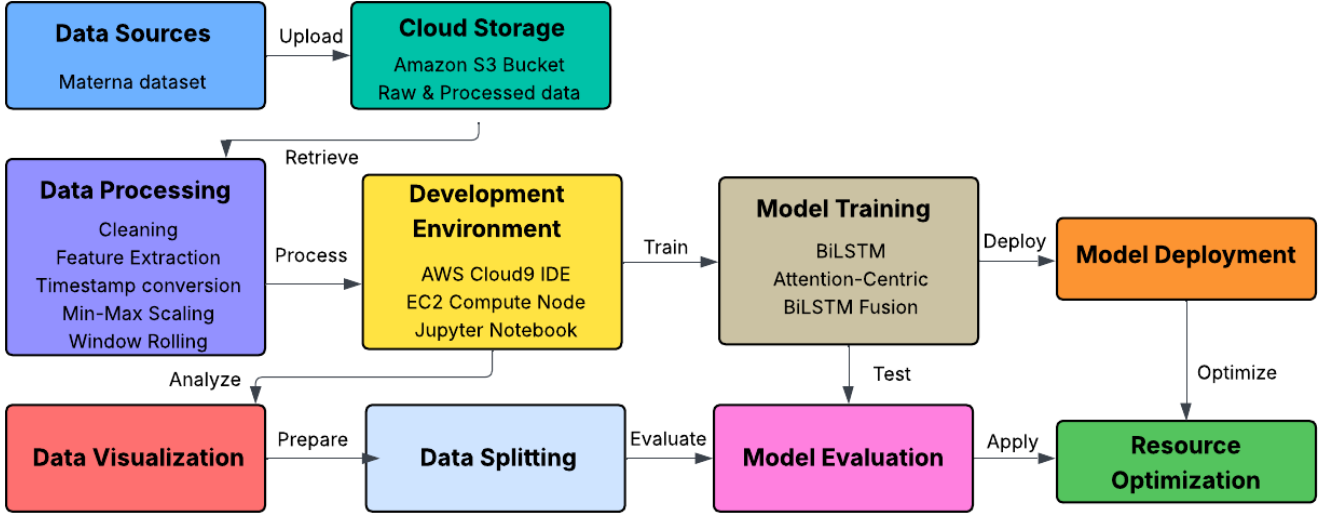 Data Sources
Materna dataset
Upload
Cloud Storage
Amazon S3 Bucket
Raw & Processed data
Retrieve
Data Processing
Cleaning
Feature Extraction
Timestamp conversion
Min-Max Scaling
Window Rolling
Process
Development
Environment
AWS Cloud9 IDE
EC2 Compute Node
Jupyter Notebook
Train
Model Training
BiLSTM
Attention-Centric
BiLSTM Fusion
Deploy
Model Deployment
Analyze
Test
Optimize
Data Visualization
Prepare
Data Splitting
Evaluate
Model Evaluation
Apply
Resource
Optimization